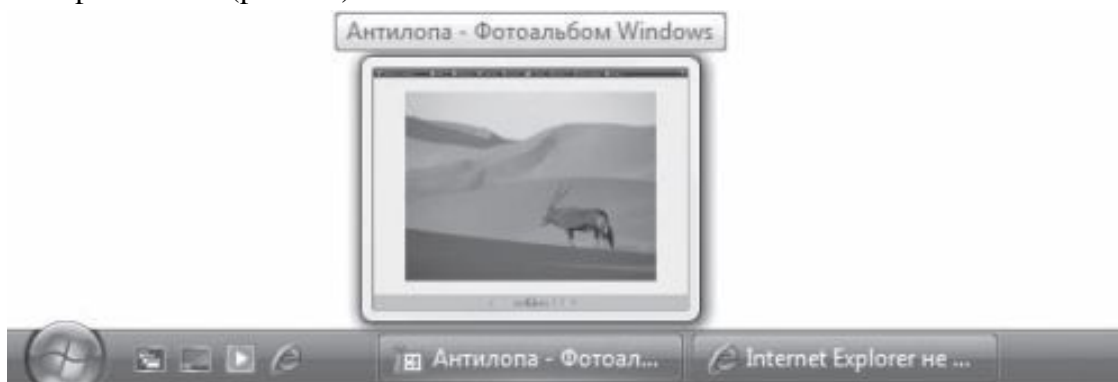 Антилопа - Фотоальбом Windows
Антилопа - Фотоал...
Internet Explorer не ...